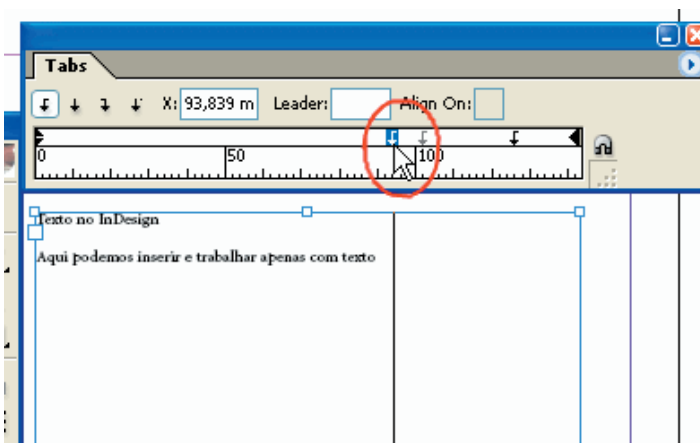 Tabs
X: 93,839 m Leader: Align On:
0 50 100
Texto no InDesign
Aqui podemos inserir e trabalhar apenas com texto